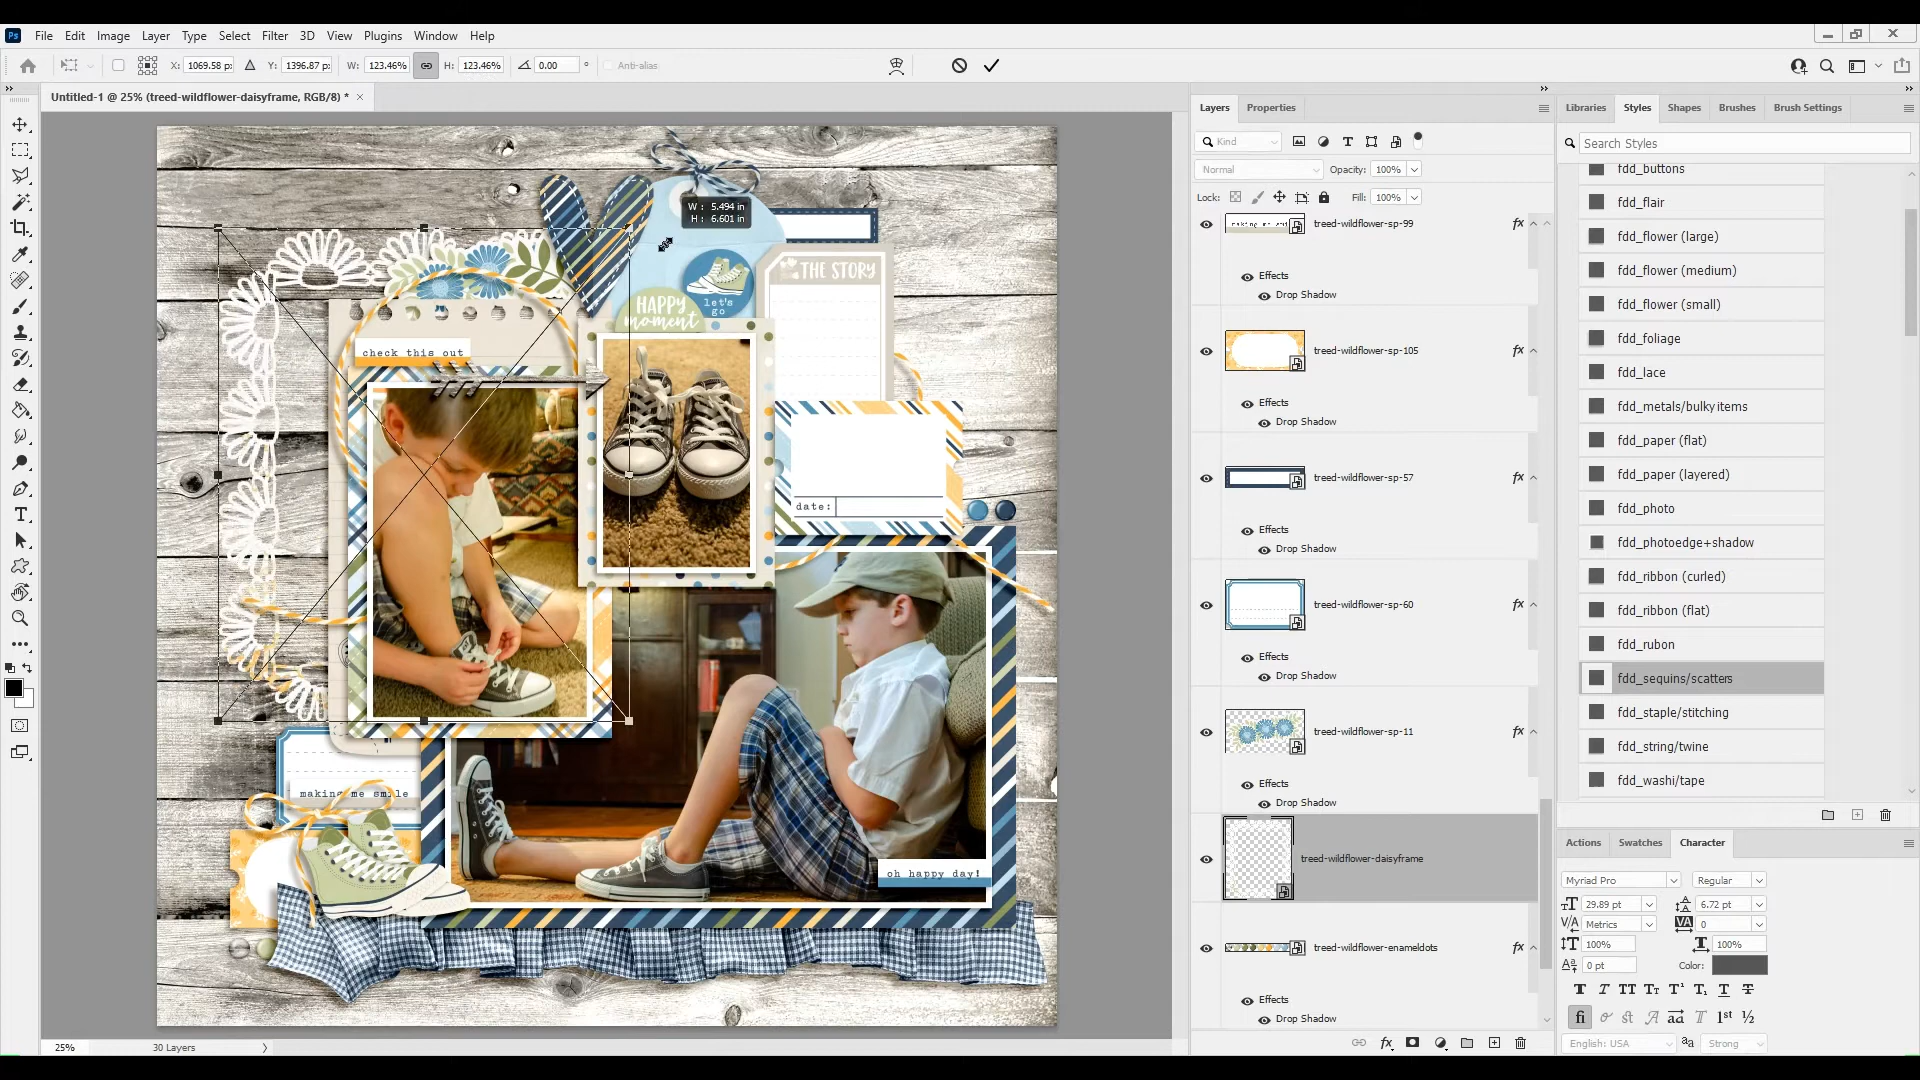 Ps File Edit Image Layer Type Select Filter 3D View Plugins Window Help
X: 1069.58 p: Y: 1396.87 p: W: 123.46% H: 123.46% 0.00 ° Anti-alias
Untitled-1 @ 25% (treed-wildflower-daisyframe, RGB/8) * ×
W : 5.494 in
H : 6.601 in
THE STORY
let's
go
HAPPY
moment
check this out
date:
making me smile
oh happy day!
25% 30 Layers
Layers Properties
Kind
Normal Opacity: 100%
Lock: Fill: 100%
treed-wildflower-sp-99 fx
Effects
Drop Shadow
treed-wildflower-sp-105 fx
Effects
Drop Shadow
treed-wildflower-sp-57 fx
Effects
Drop Shadow
treed-wildflower-sp-60 fx
Effects
Drop Shadow
treed-wildflower-sp-11 fx
Effects
Drop Shadow
treed-wildflower-daisyframe
treed-wildflower-enameldots fx
Effects
Drop Shadow
fx
Libraries Styles Shapes Brushes Brush Settings
Search Styles
fdd_buttons
fdd_flair
fdd_flower (large)
fdd_flower (medium)
fdd_flower (small)
fdd_foliage
fdd_lace
fdd_metals/bulky items
fdd_paper (flat)
fdd_paper (layered)
fdd_photo
fdd_photoedge+shadow
fdd_ribbon (curled)
fdd_ribbon (flat)
fdd_rubon
fdd_sequins/scatters
fdd_staple/stitching
fdd_string/twine
fdd_washi/tape
Actions Swatches Character
Myriad Pro Regular
29.89 pt 6.72 pt
Metrics 0
100% 100%
0 pt Color:
English: USA aa Strong